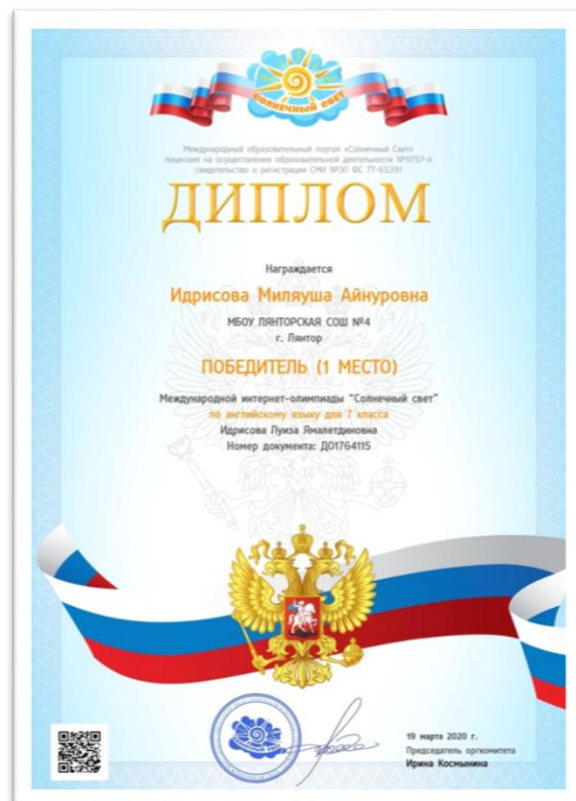 СОЛНЕЧНЫЙ СВЕТ
Международный образовательный портал «Солнечный Свет»
лицензия на осуществление образовательной деятельности №9757-л
свидетельство о регистрации СМИ №ЭЛ ФС 77-65391
ДИПЛОМ
Награждается
Идрисова Миляуша Айнуровна
МБОУ ЛЯНТОРСКАЯ СОШ №4
г. Лянтор
ПОБЕДИТЕЛЬ (1 МЕСТО)
Международной интернет-олимпиады "Солнечный свет"
по английскому языку для 7 класса
Идрисова Луиза Ямалетдиновна
Номер документа: ДО1764115
19 марта 2020 г.
Председатель оргкомитета
Ирина Космынина